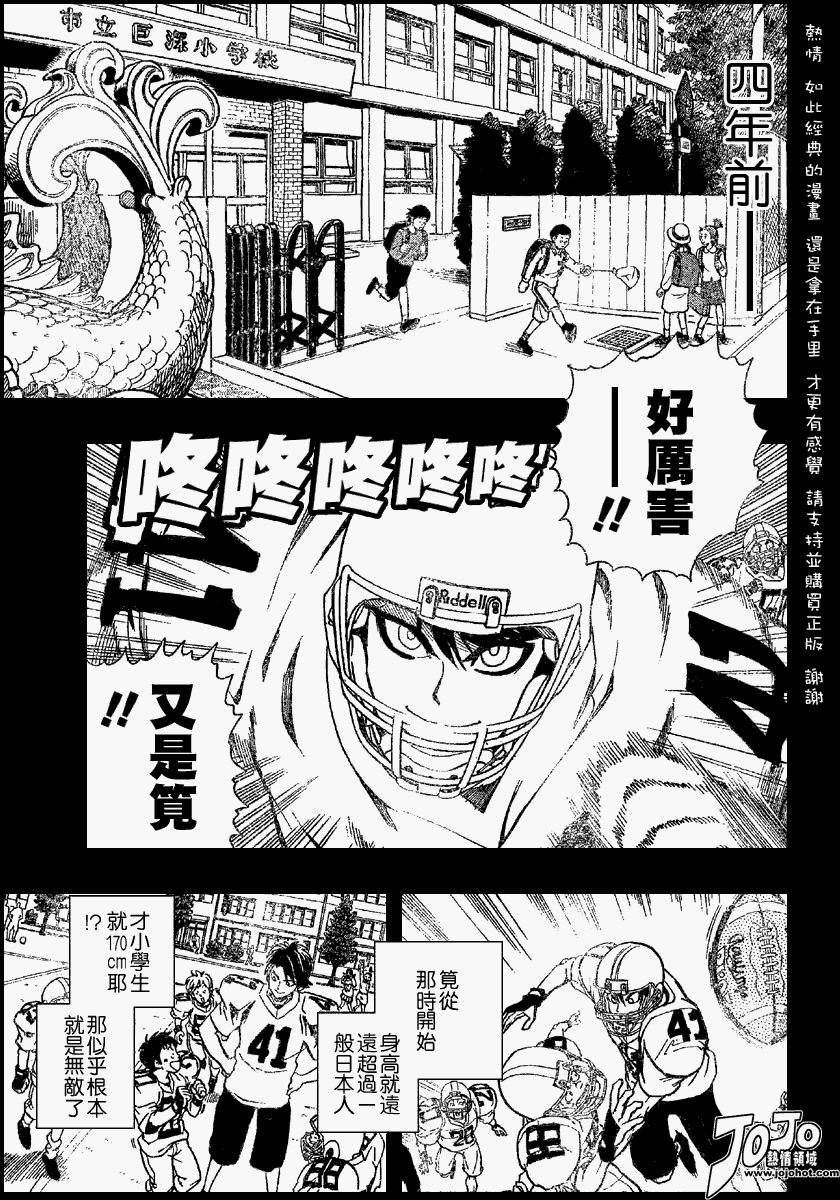 熱情 如此經典的漫畫 還是拿在手里 才更有感覺 請支持並購買正版 謝謝
市立巨深小学校
四年前——
好厲害——!!
咚咚咚咚咚
Riddell
41
又是筧!!
筧從
那時開始
身高就遠
遠超過一
般日本人
41
才小學生
就170cm耶
!?
那似乎根本
就是無敵了
41
JOJO
熱情領域
www.jojohot.com